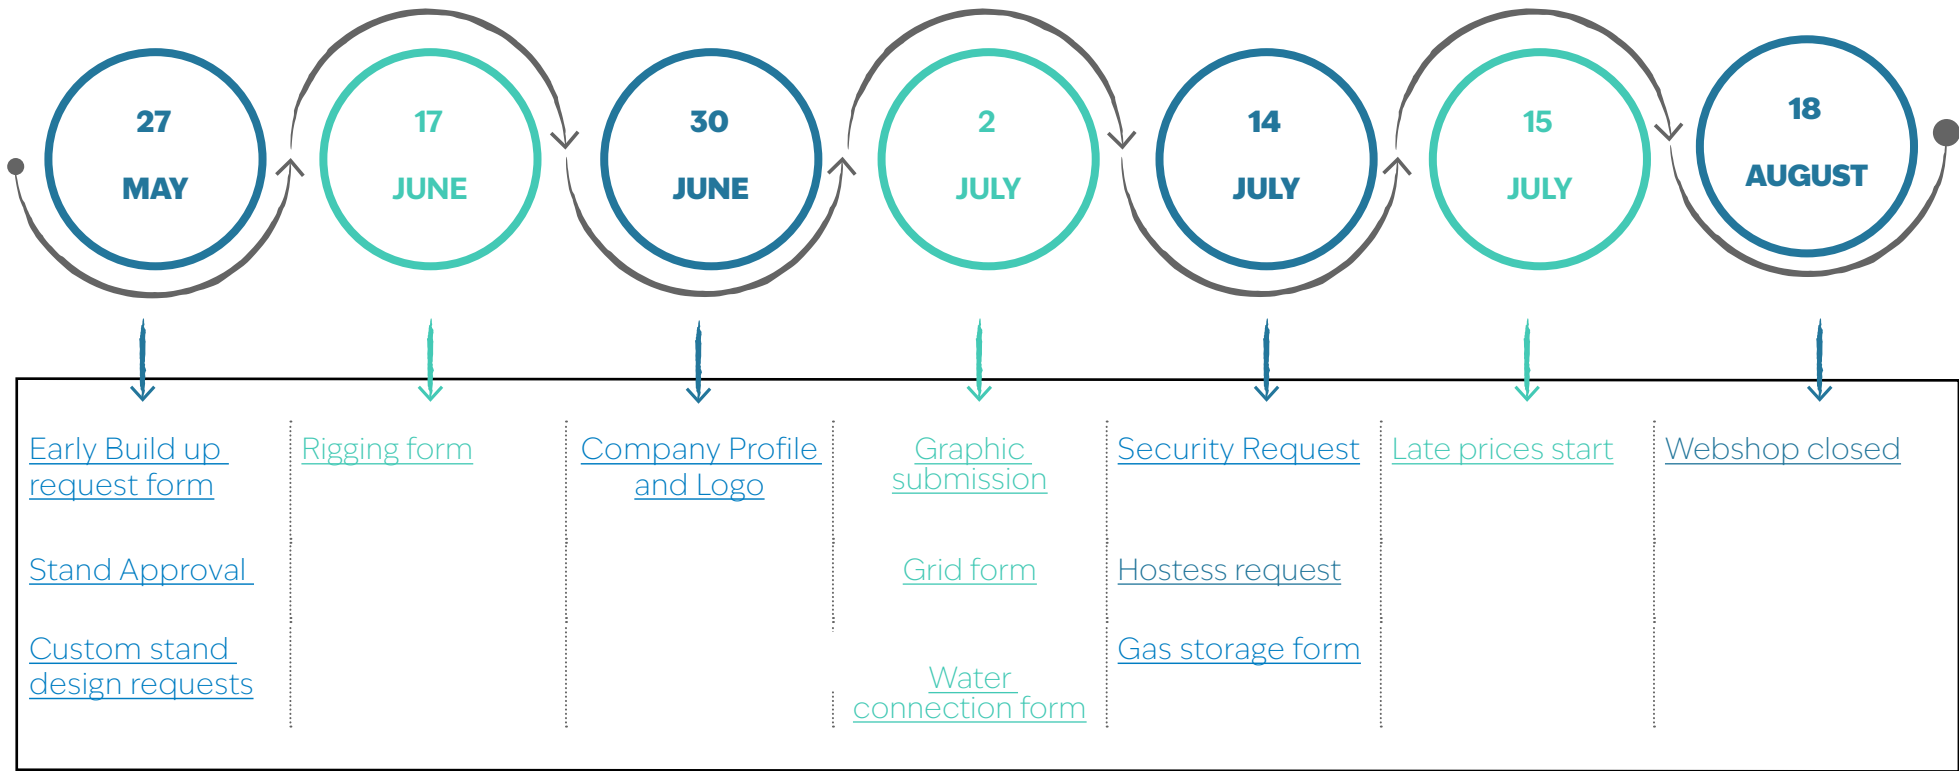 27
MAY
17
JUNE
30
JUNE
2
JULY
14
JULY
15
JULY
18
AUGUST
Early Build up
request form
Stand Approval
Custom stand
design requests
Rigging form
Company Profile
and Logo
Graphic
submission
Grid form
Water
connection form
Security Request
Hostess request
Gas storage form
Late prices start
Webshop closed